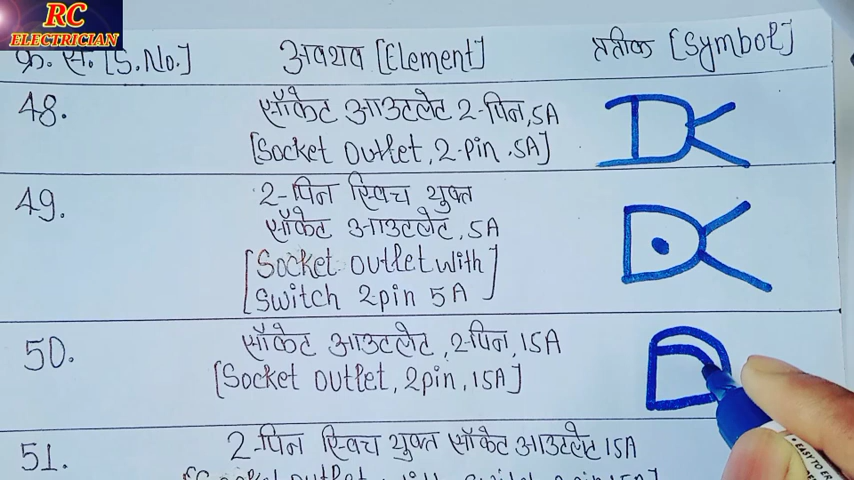 RC
ELECTRICIAN
क्र. स. [S.No.] अवयव [Element] प्रतीक [Symbol]
48. सॉकेट आउटलेट 2-पिन, 5A
[Socket outlet, 2-pin, 5A]
49. 2-पिन स्विच युक्त
सॉकेट आउटलेट, 5A
[Socket outlet with
Switch 2pin 5A]
50. सॉकेट आउटलेट, 2-पिन, 15A
[Socket outlet, 2pin, 15A]
51. 2-पिन स्विच युक्त सॉकेट आउटलेट 15A